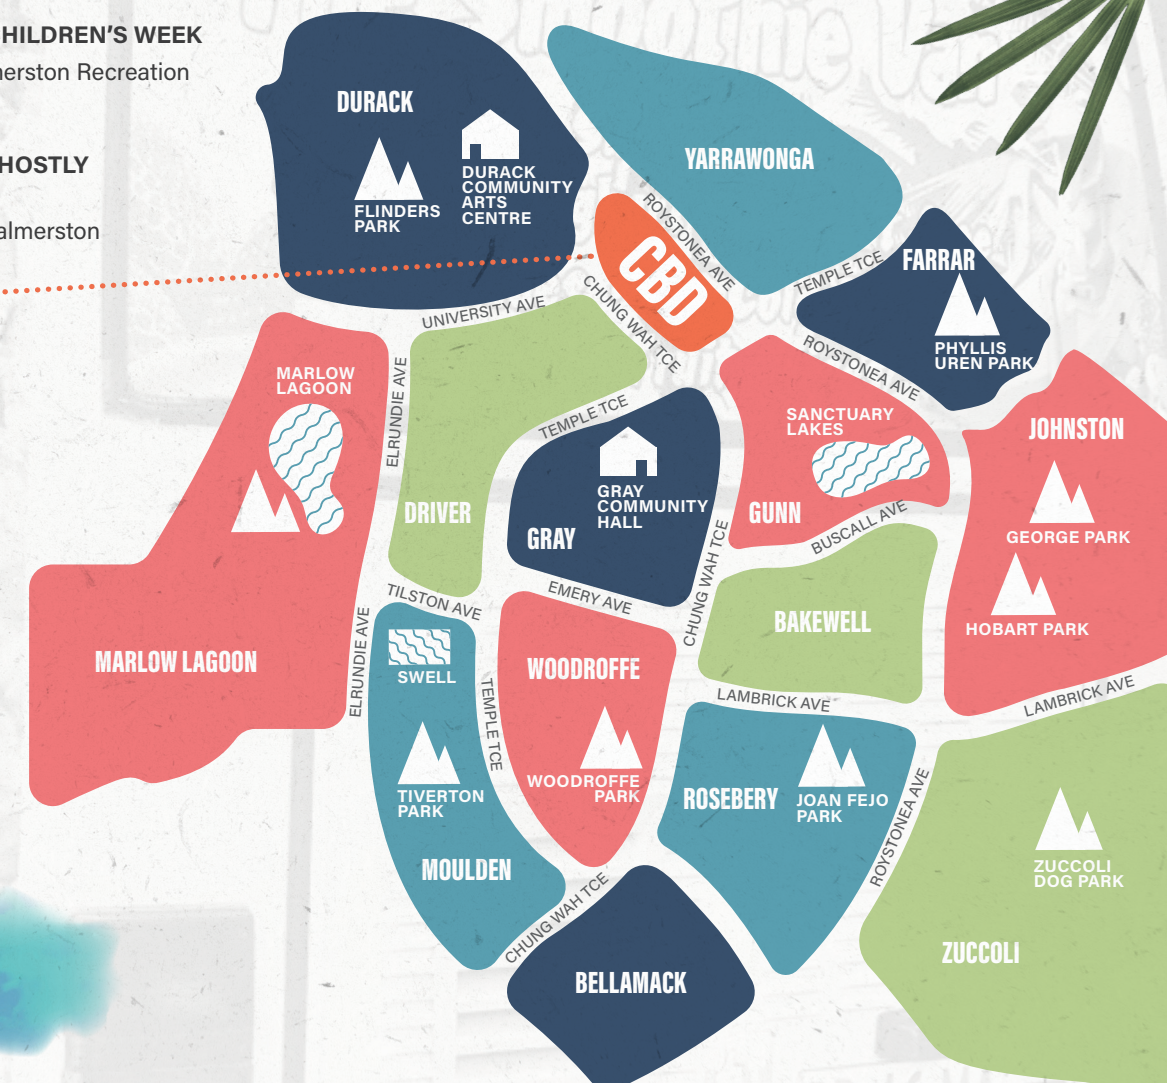 HILDREN'S WEEK
nerston Recreation
HOSTLY
almerston
DURACK
FLINDERS
PARK
DURACK
COMMUNITY
ARTS
CENTRE
YARRAWONGA
ROYSTONEA AVE
CBD
CHUNG WAH TCE
TEMPLE TCE
FARRAR
PHYLLIS
UREN PARK
UNIVERSITY AVE
ROYSTONEA AVE
MARLOW
LAGOON
ELRUNDIE AVE
TEMPLE TCE
DRIVER
GRAY
COMMUNITY
HALL
GRAY
SANCTUARY
LAKES
GUNN
BUSCALL AVE
JOHNSTON
GEORGE PARK
HOBART PARK
CHUNG WAH TCE
EMERY AVE
TILSTON AVE
BAKEWELL
MARLOW LAGOON
ELRUNDIE AVE
SWELL
TEMPLE TCE
WOODROFFE
WOODROFFE
PARK
LAMBRICK AVE
LAMBRICK AVE
TIVERTON
PARK
MOULDEN
ROSEBERY
JOAN FEJO
PARK
ROYSTONEA AVE
ZUCCOLI
DOG PARK
ZUCCOLI
CHUNG WAH TCE
BELLAMACK